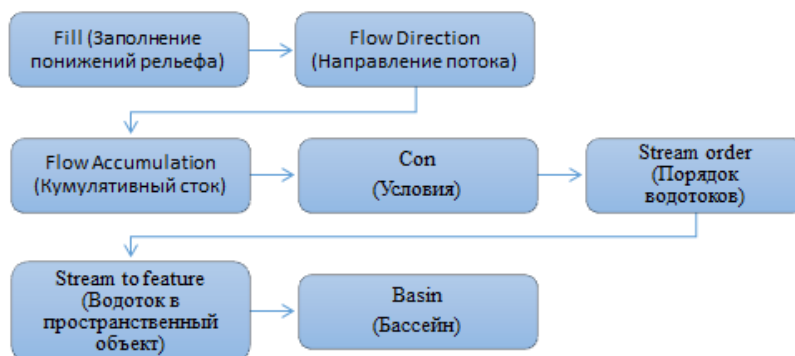 Fill (Заполнение
понижений рельефа)
Flow Direction
(Направление потока)
Flow Accumulation
(Кумулятивный сток)
Con
(Условия)
Stream order
(Порядок
водотоков)
Stream to feature
(Водоток в
пространственный
объект)
Basin
(Бассейн)